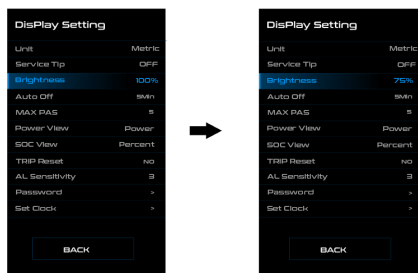 DisPlay Setting
Unit Metric
Service Tip OFF
Brightness 100%
Auto Off 5Min
MAX PAS 5
Power View Power
SOC View Percent
TRIP Reset NO
AL Sensitivity 3
Password >
Set Clock >
BACK
DisPlay Setting
Unit Metric
Service Tip OFF
Brightness 75%
Auto Off 5Min
MAX PAS 5
Power View Power
SOC View Percent
TRIP Reset NO
AL Sensitivity 3
Password >
Set Clock >
BACK